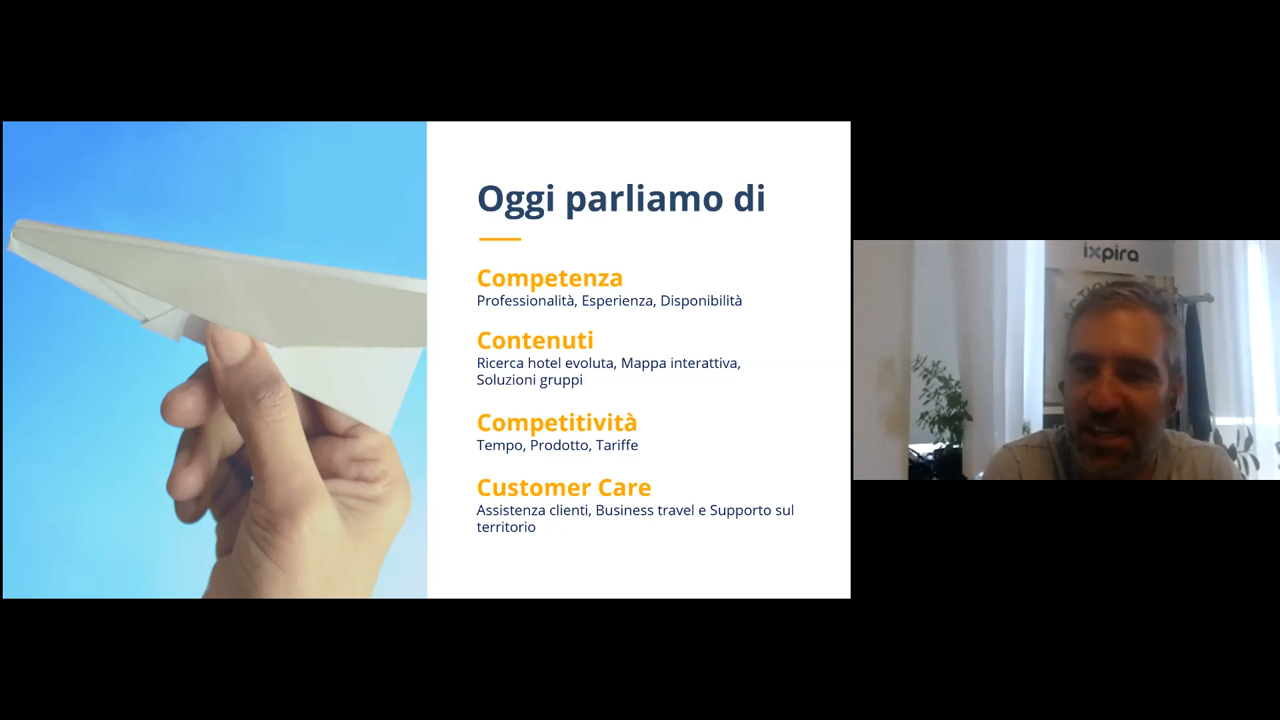 Oggi parliamo di
Competenza
Professionalità, Esperienza, Disponibilità
Contenuti
Ricerca hotel evoluta, Mappa interattiva,
Soluzioni gruppi
Competitività
Tempo, Prodotto, Tariffe
Customer Care
Assistenza clienti, Business travel e Supporto sul
territorio
ixpira